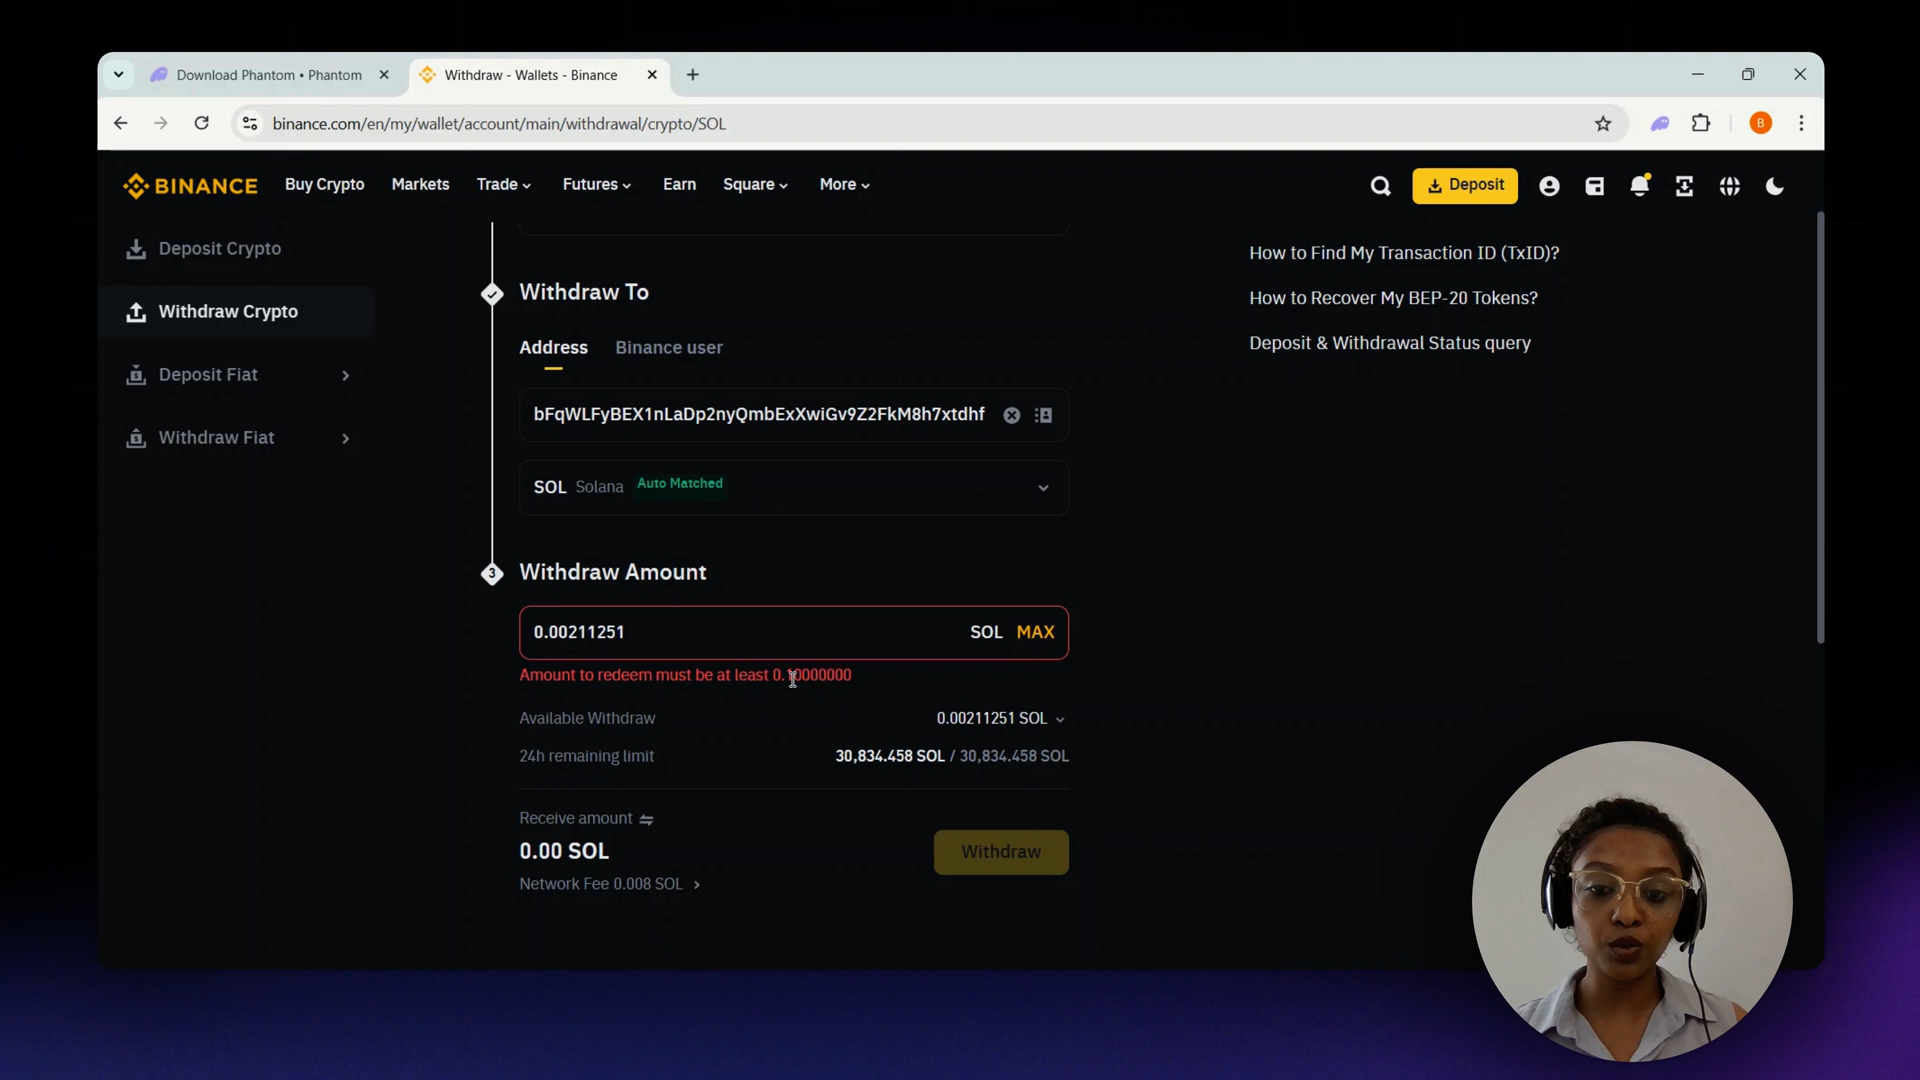 Download Phantom • Phantom
Withdraw - Wallets - Binance
binance.com/en/my/wallet/account/main/withdrawal/crypto/SOL
B
BINANCE
Buy Crypto
Markets
Trade
Futures
Earn
Square
More
Deposit
Deposit Crypto
Withdraw Crypto
Deposit Fiat
Withdraw Fiat
Withdraw To
Address
Binance user
bFqWLFyBEX1nLaDp2nyQmbExXwiGv9Z2FkM8h7xtdhf
SOL Solana Auto Matched
3
Withdraw Amount
0.00211251 SOL MAX
Amount to redeem must be at least 0.10000000
Available Withdraw 0.00211251 SOL
24h remaining limit 30,834.458 SOL / 30,834.458 SOL
Receive amount
0.00 SOL
Withdraw
Network Fee 0.008 SOL
How to Find My Transaction ID (TxID)?
How to Recover My BEP-20 Tokens?
Deposit & Withdrawal Status query